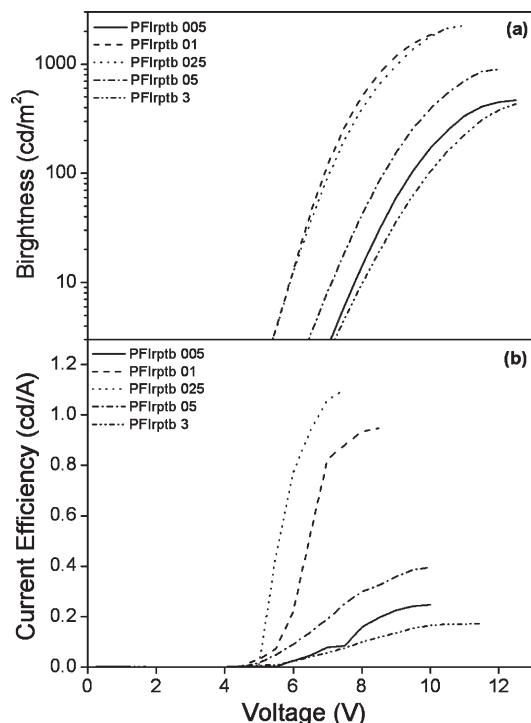 (a)
PFIrptb 005
PFIrptb 01
PFIrptb 025
PFIrptb 05
PFIrptb 3
Birghtness (cd/m²)
1000
100
10
(b)
PFIrptb 005
PFIrptb 01
PFIrptb 025
PFIrptb 05
PFIrptb 3
Current Efficiency (cd/A)
1.2
1.0
0.8
0.6
0.4
0.2
0.0
0 2 4 6 8 10 12
Voltage (V)